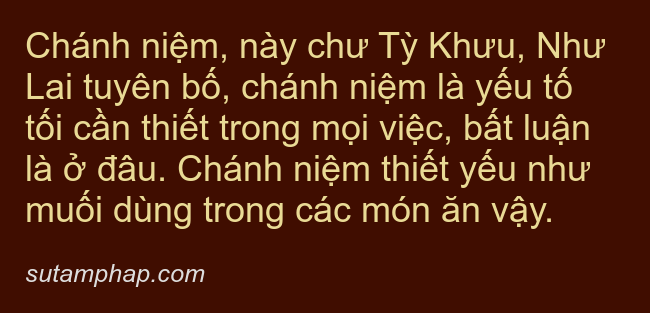 Chánh niệm, này chư Tỳ Khưu, Như
Lai tuyên bố, chánh niệm là yếu tố
tối cần thiết trong mọi việc, bất luận
là ở đâu. Chánh niệm thiết yếu như
muối dùng trong các món ăn vậy.
sutamphap.com